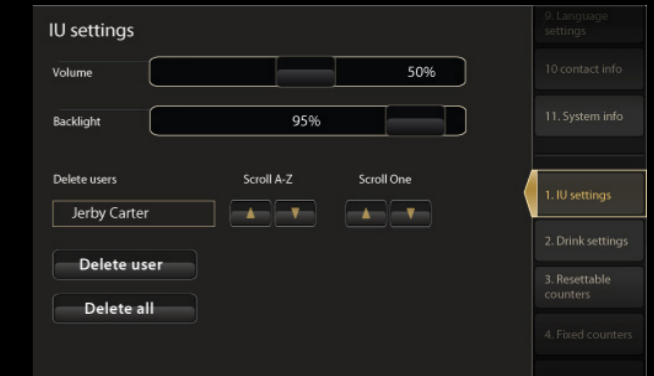 IU settings
Volume
50%
Backlight
95%
Delete users
Scroll A-Z
Scroll One
Jerby Carter
Delete user
Delete all
9. Language
settings
10 contact info
11. System info
1. IU settings
2. Drink settings
3. Resettable
counters
4. Fixed counters